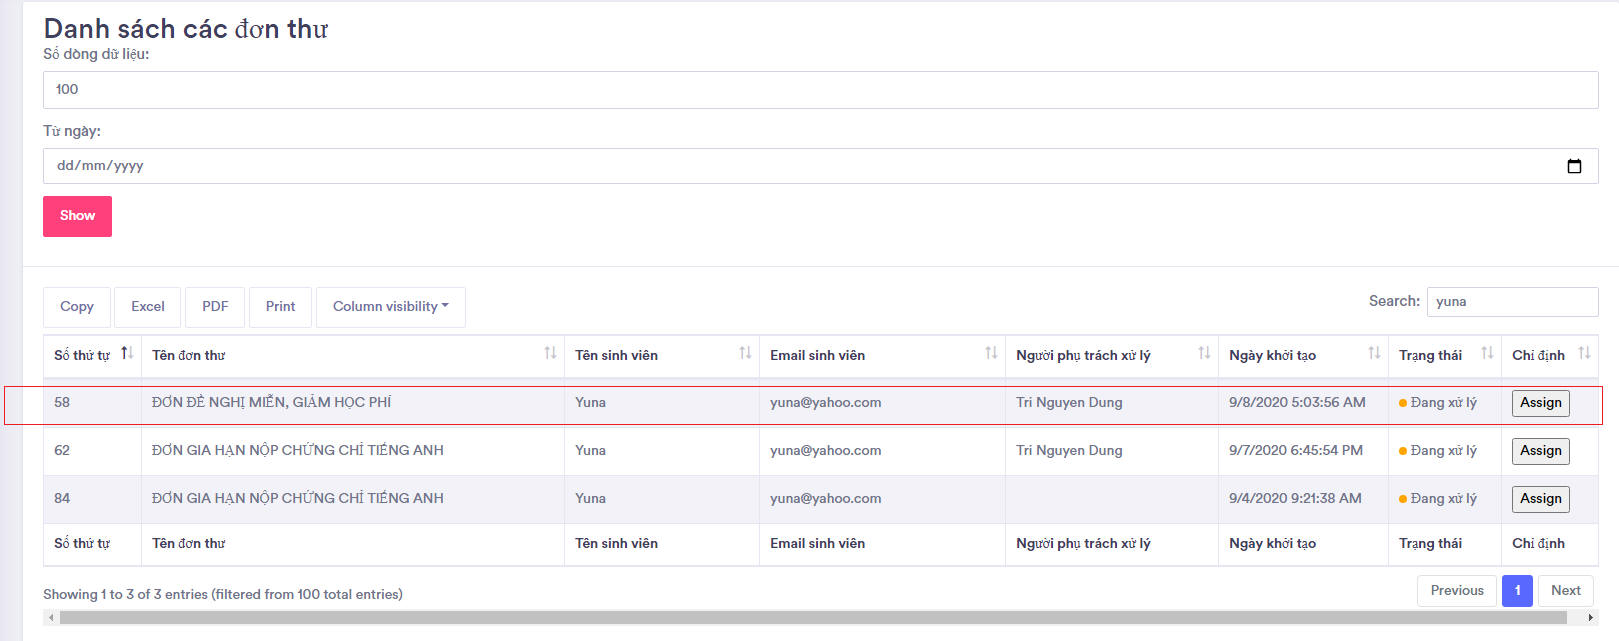 Danh sách các đơn thư
Số dòng dữ liệu:
100
Từ ngày:
dd/mm/yyyy
Show
Copy Excel PDF Print Column visibility
Search: yuna
Số thứ tự Tên đơn thư Tên sinh viên Email sinh viên Người phụ trách xử lý Ngày khởi tạo Trạng thái Chỉ định
58 ĐƠN ĐỀ NGHỊ MIỄN, GIẢM HỌC PHÍ Yuna yuna@yahoo.com Tri Nguyen Dung 9/8/2020 5:03:56 AM Đang xử lý Assign
62 ĐƠN GIA HẠN NỘP CHỨNG CHỈ TIẾNG ANH Yuna yuna@yahoo.com Tri Nguyen Dung 9/7/2020 6:45:54 PM Đang xử lý Assign
84 ĐƠN GIA HẠN NỘP CHỨNG CHỈ TIẾNG ANH Yuna yuna@yahoo.com 9/4/2020 9:21:38 AM Đang xử lý Assign
Số thứ tự Tên đơn thư Tên sinh viên Email sinh viên Người phụ trách xử lý Ngày khởi tạo Trạng thái Chỉ định
Showing 1 to 3 of 3 entries (filtered from 100 total entries)
Previous 1 Next